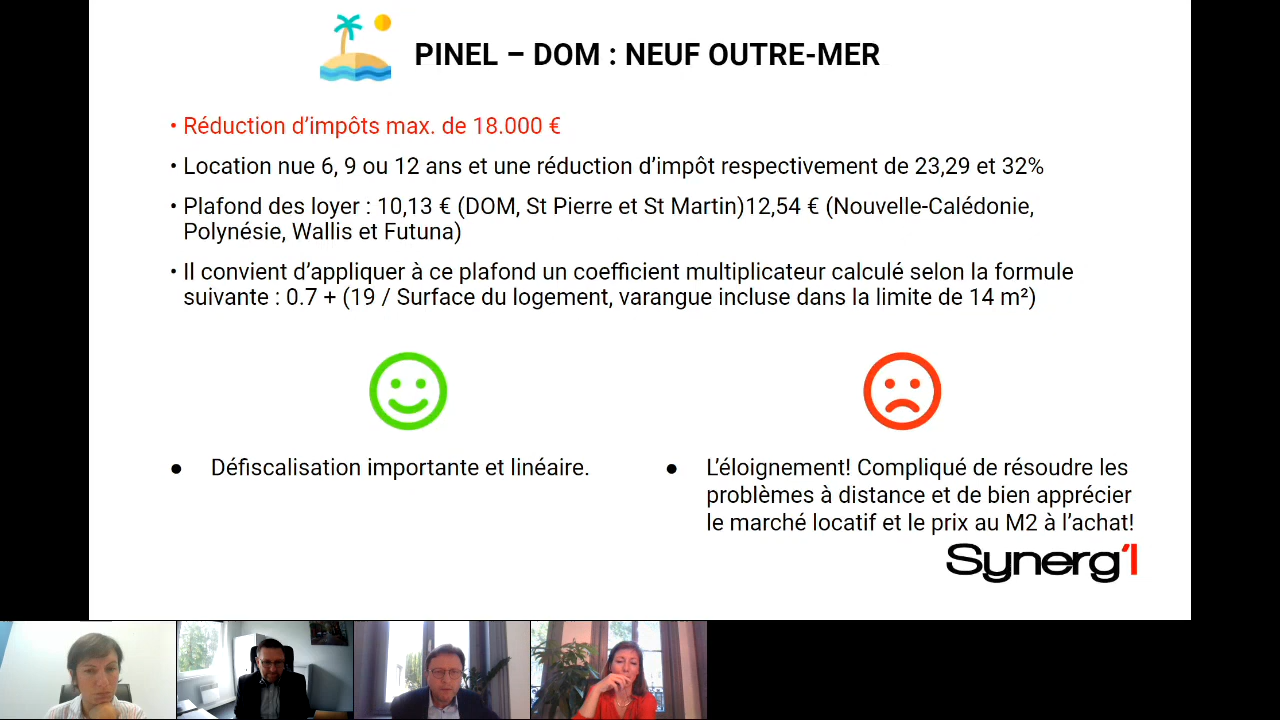 PINEL – DOM : NEUF OUTRE-MER
• Réduction d'impôts max. de 18.000 €
• Location nue 6, 9 ou 12 ans et une réduction d'impôt respectivement de 23,29 et 32%
• Plafond des loyer : 10,13 € (DOM, St Pierre et St Martin)12,54 € (Nouvelle-Calédonie,
Polynésie, Wallis et Futuna)
• Il convient d'appliquer à ce plafond un coefficient multiplicateur calculé selon la formule
suivante : 0.7 + (19 / Surface du logement, varangue incluse dans la limite de 14 m²)
● Défiscalisation importante et linéaire.
● L'éloignement! Compliqué de résoudre les
problèmes à distance et de bien apprécier
le marché locatif et le prix au M2 à l'achat!
Synerg'I